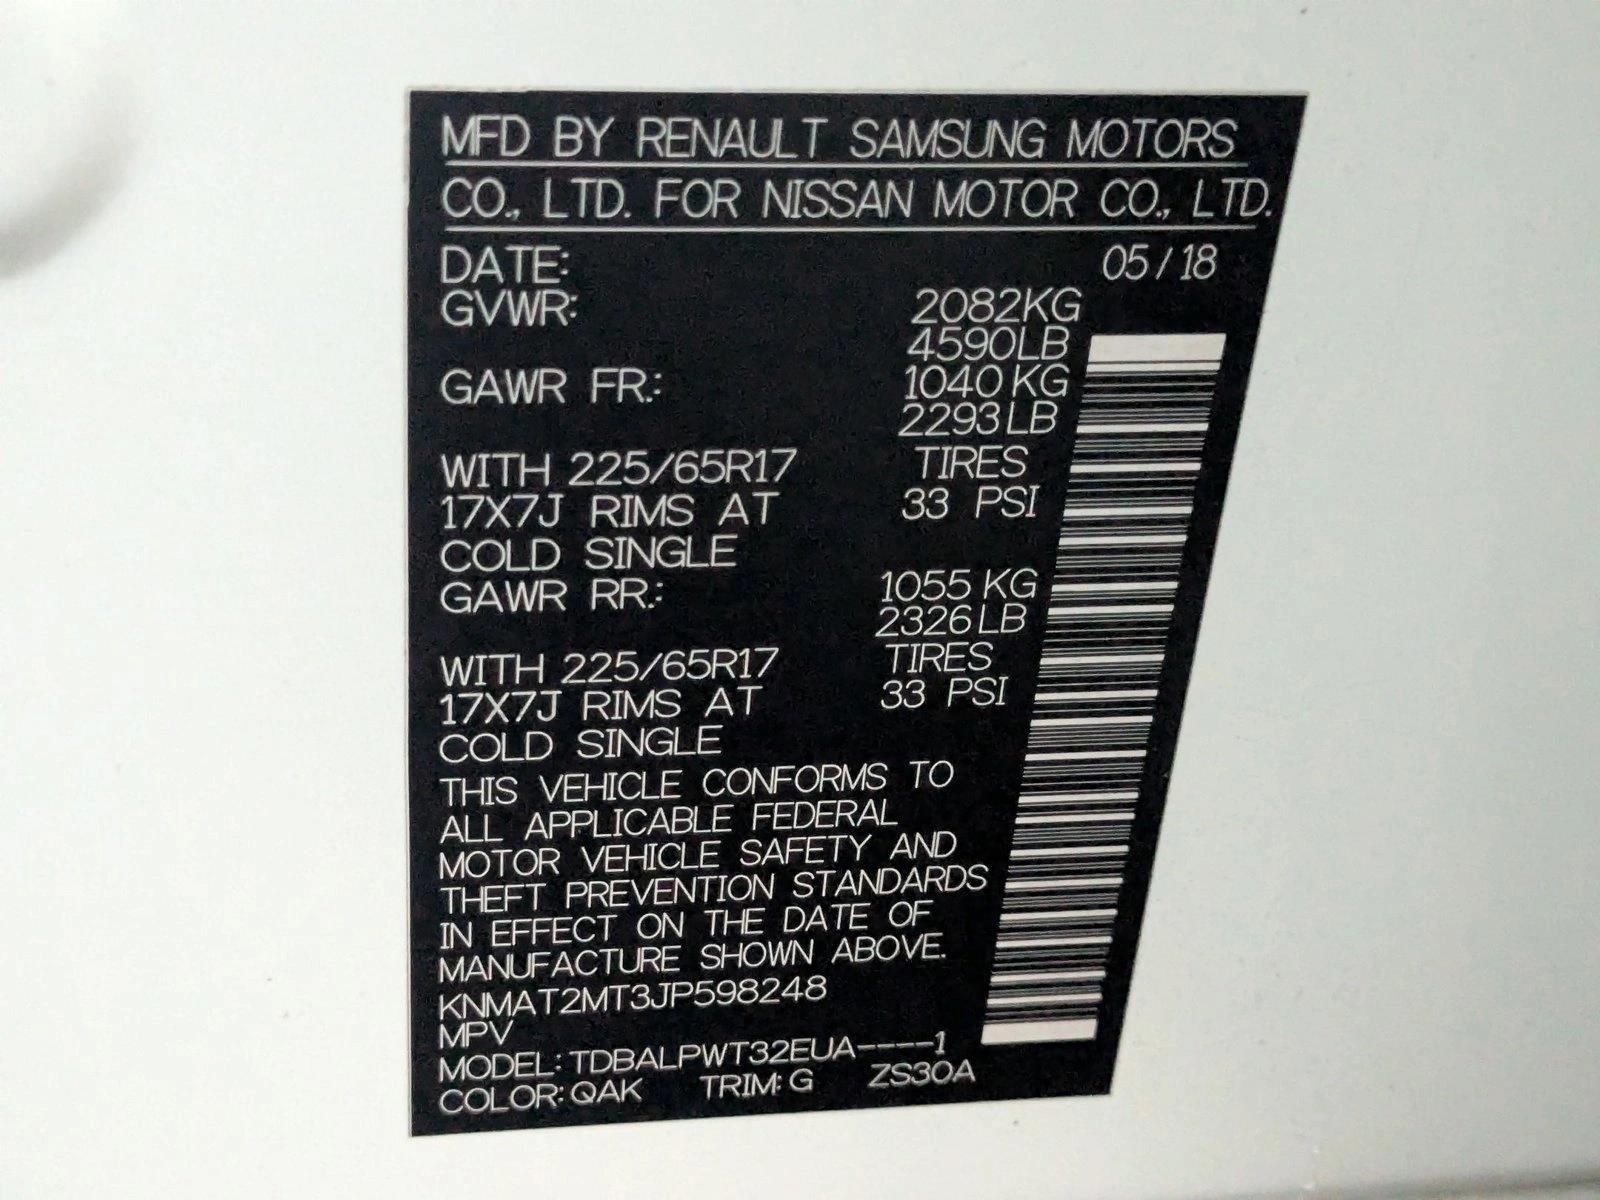 MFD BY RENAULT SAMSUNG MOTORS
CO., LTD. FOR NISSAN MOTOR CO., LTD.
DATE: 05 / 18
GVWR: 2082KG
4590LB
GAWR FR.: 1040 KG
2293LB
WITH 225/65R17 TIRES
17X7J RIMS AT 33 PSI
COLD SINGLE
GAWR RR.: 1055 KG
2326LB
WITH 225/65R17 TIRES
17X7J RIMS AT 33 PSI
COLD SINGLE
THIS VEHICLE CONFORMS TO
ALL APPLICABLE FEDERAL
MOTOR VEHICLE SAFETY AND
THEFT PREVENTION STANDARDS
IN EFFECT ON THE DATE OF
MANUFACTURE SHOWN ABOVE.
KNMAT2MT3JP598248
MPV
MODEL: TDBALPWT32EUA----1
COLOR: QAK TRIM: G ZS30A